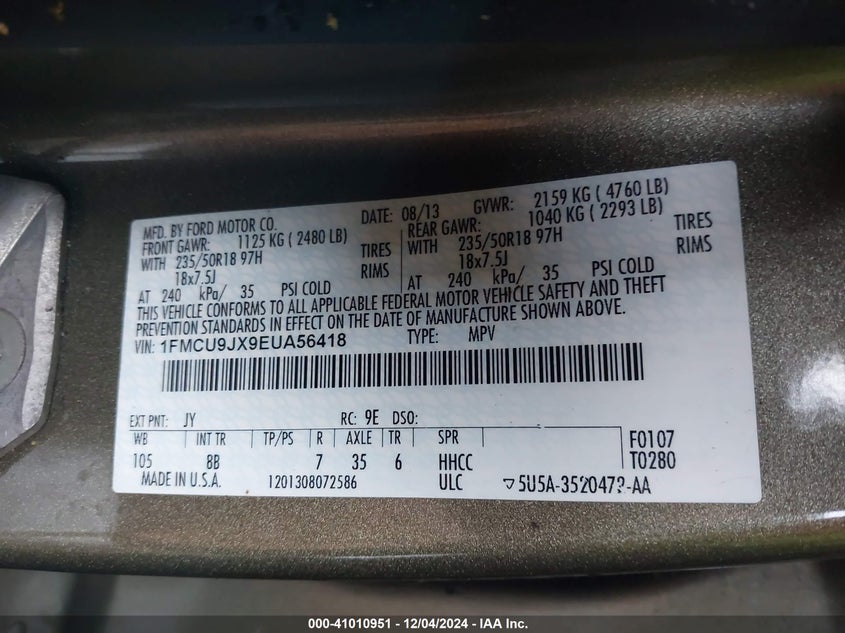 MFD. BY FORD MOTOR CO. DATE: 08/13 GVWR: 2159 KG ( 4760 LB)
FRONT GAWR: 1125 KG ( 2480 LB) REAR GAWR: 1040 KG ( 2293 LB)
WITH 235/50R18 97H TIRES WITH 235/50R18 97H TIRES
18x7.5J RIMS 18x7.5J RIMS
AT 240 kPa/ 35 PSI COLD AT 240 kPa/ 35 PSI COLD
THIS VEHICLE CONFORMS TO ALL APPLICABLE FEDERAL MOTOR VEHICLE SAFETY AND THEFT
PREVENTION STANDARDS IN EFFECT ON THE DATE OF MANUFACTURE SHOWN ABOVE.
VIN: 1FMCU9JX9EUA56418 TYPE: MPV
EXT PNT: JY RC: 9E DSO:
WB INT TR TP/PS R AXLE TR SPR F0107
105 8B 7 35 6 HHCC T0280
MADE IN U.S.A. 1201308072586 ULC
000-41010951 - 12/04/2024 - IAA Inc.